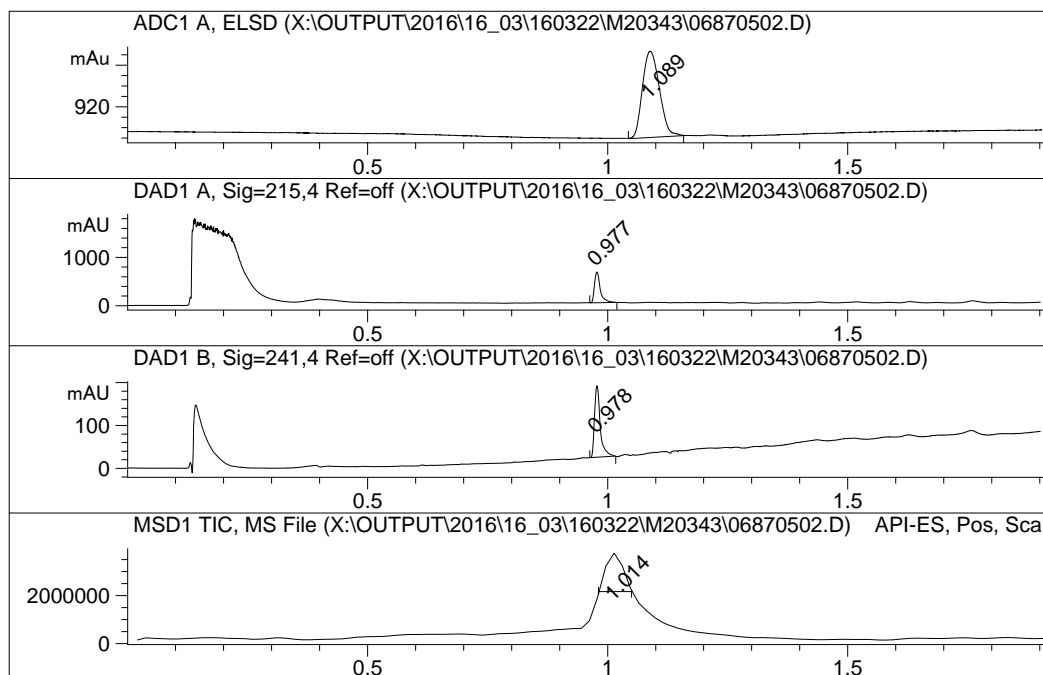 ADC1 A, ELSD (X:\OUTPUT\2016\16_03\160322\M20343\06870502.D)
mAu
920
1.089
0.5 1 1.5
DAD1 A, Sig=215,4 Ref=off (X:\OUTPUT\2016\16_03\160322\M20343\06870502.D)
mAU
1000
0
0.977
0.5 1 1.5
DAD1 B, Sig=241,4 Ref=off (X:\OUTPUT\2016\16_03\160322\M20343\06870502.D)
mAU
100
0
0.978
0.5 1 1.5
MSD1 TIC, MS File (X:\OUTPUT\2016\16_03\160322\M20343\06870502.D) API-ES, Pos, Sca
2000000
0
1.014
0.5 1 1.5